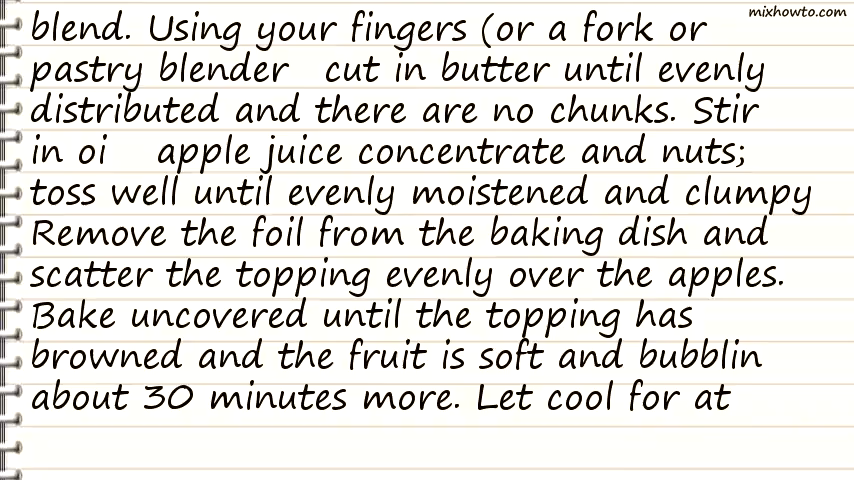 mixhowto.com
blend. Using your fingers (or a fork or
pastry blender cut in butter until evenly
distributed and there are no chunks. Stir
in oi apple juice concentrate and nuts;
toss well until evenly moistened and clumpy
Remove the foil from the baking dish and
scatter the topping evenly over the apples.
Bake uncovered until the topping has
browned and the fruit is soft and bubblin
about 30 minutes more. Let cool for at